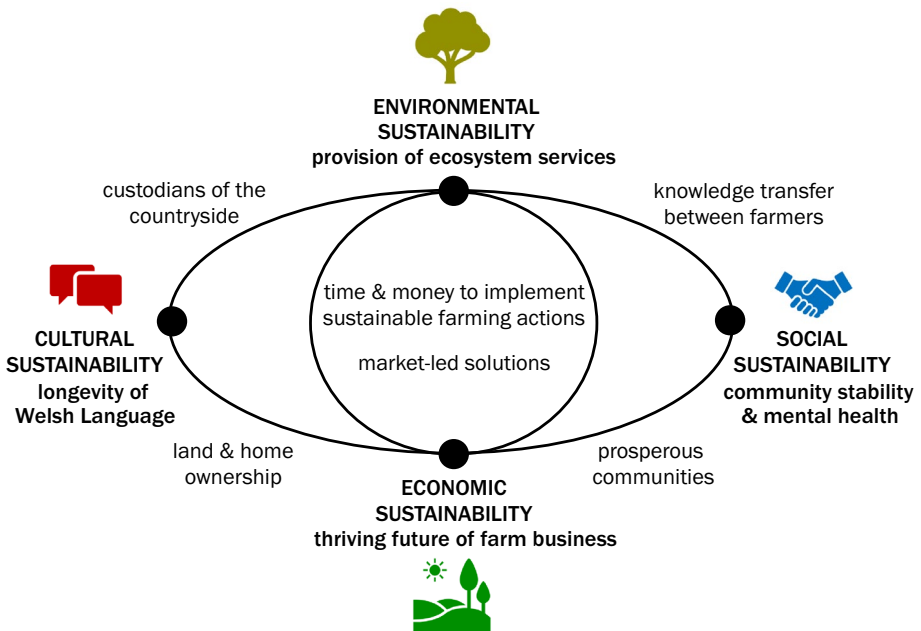 ENVIRONMENTAL
SUSTAINABILITY
provision of ecosystem services
custodians of the
countryside
knowledge transfer
between farmers
time & money to implement
sustainable farming actions
market-led solutions
CULTURAL
SUSTAINABILITY
longevity of
Welsh Language
SOCIAL
SUSTAINABILITY
community stability
& mental health
land & home
ownership
prosperous
communities
ECONOMIC
SUSTAINABILITY
thriving future of farm business